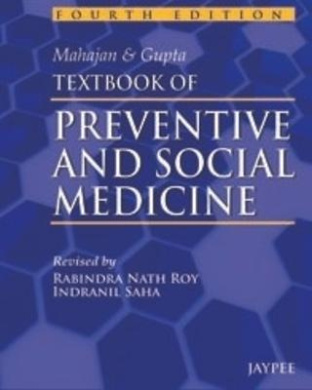 FOURTH EDITION
Mahajan & Gupta
TEXTBOOK OF
PREVENTIVE
AND SOCIAL
MEDICINE
Revised by
RABINDRA NATH ROY
INDRANIL SAHA
JAYPEE